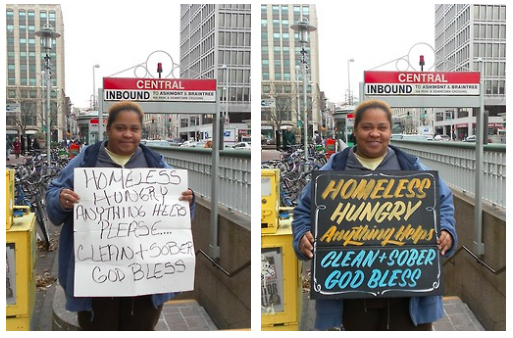 CENTRAL
INBOUND TO ASHMONT & BRAINTREE
HOMELESS
HUNGRY
ANYTHING HELPS
PLEASE....
CLEAN + SOBER
GOD BLESS
CENTRAL
INBOUND TO ASHMONT & BRAINTREE
HOMELESS
HUNGRY
Anything Helps
CLEAN + SOBER
GOD BLESS